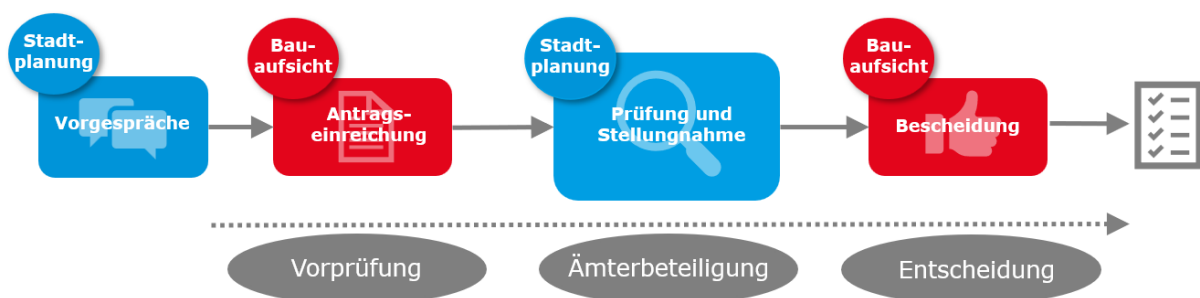 Stadt-
planung
Vorgespräche
Bau-
aufsicht
Antrags-
einreichung
Stadt-
planung
Prüfung und
Stellungnahme
Bau-
aufsicht
Bescheidung
Vorprüfung
Ämterbeteiligung
Entscheidung